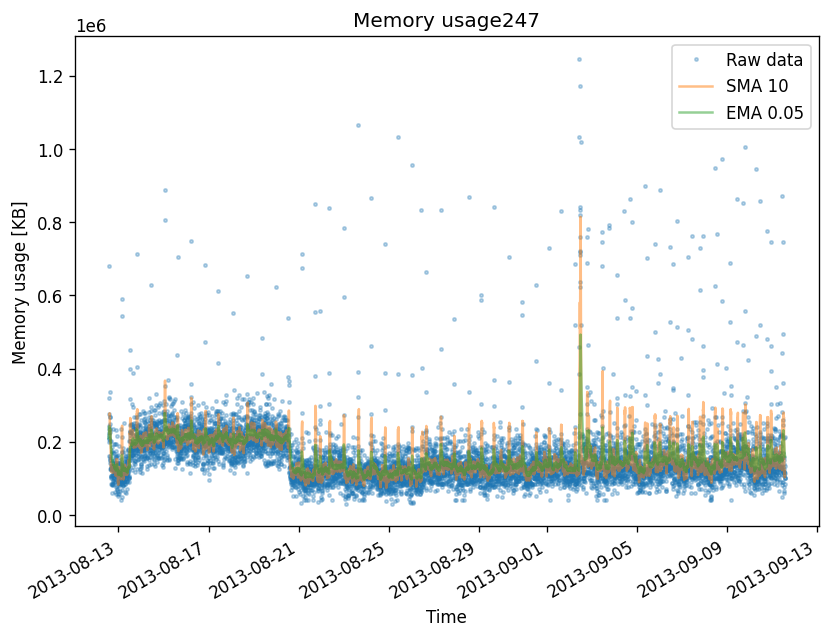 Memory usage247
1e6
Raw data
SMA 10
EMA 0.05
Memory usage [KB]
1.2
1.0
0.8
0.6
0.4
0.2
0.0
2013-08-13
2013-08-17
2013-08-21
2013-08-25
2013-08-29
2013-09-01
2013-09-05
2013-09-09
2013-09-13
Time